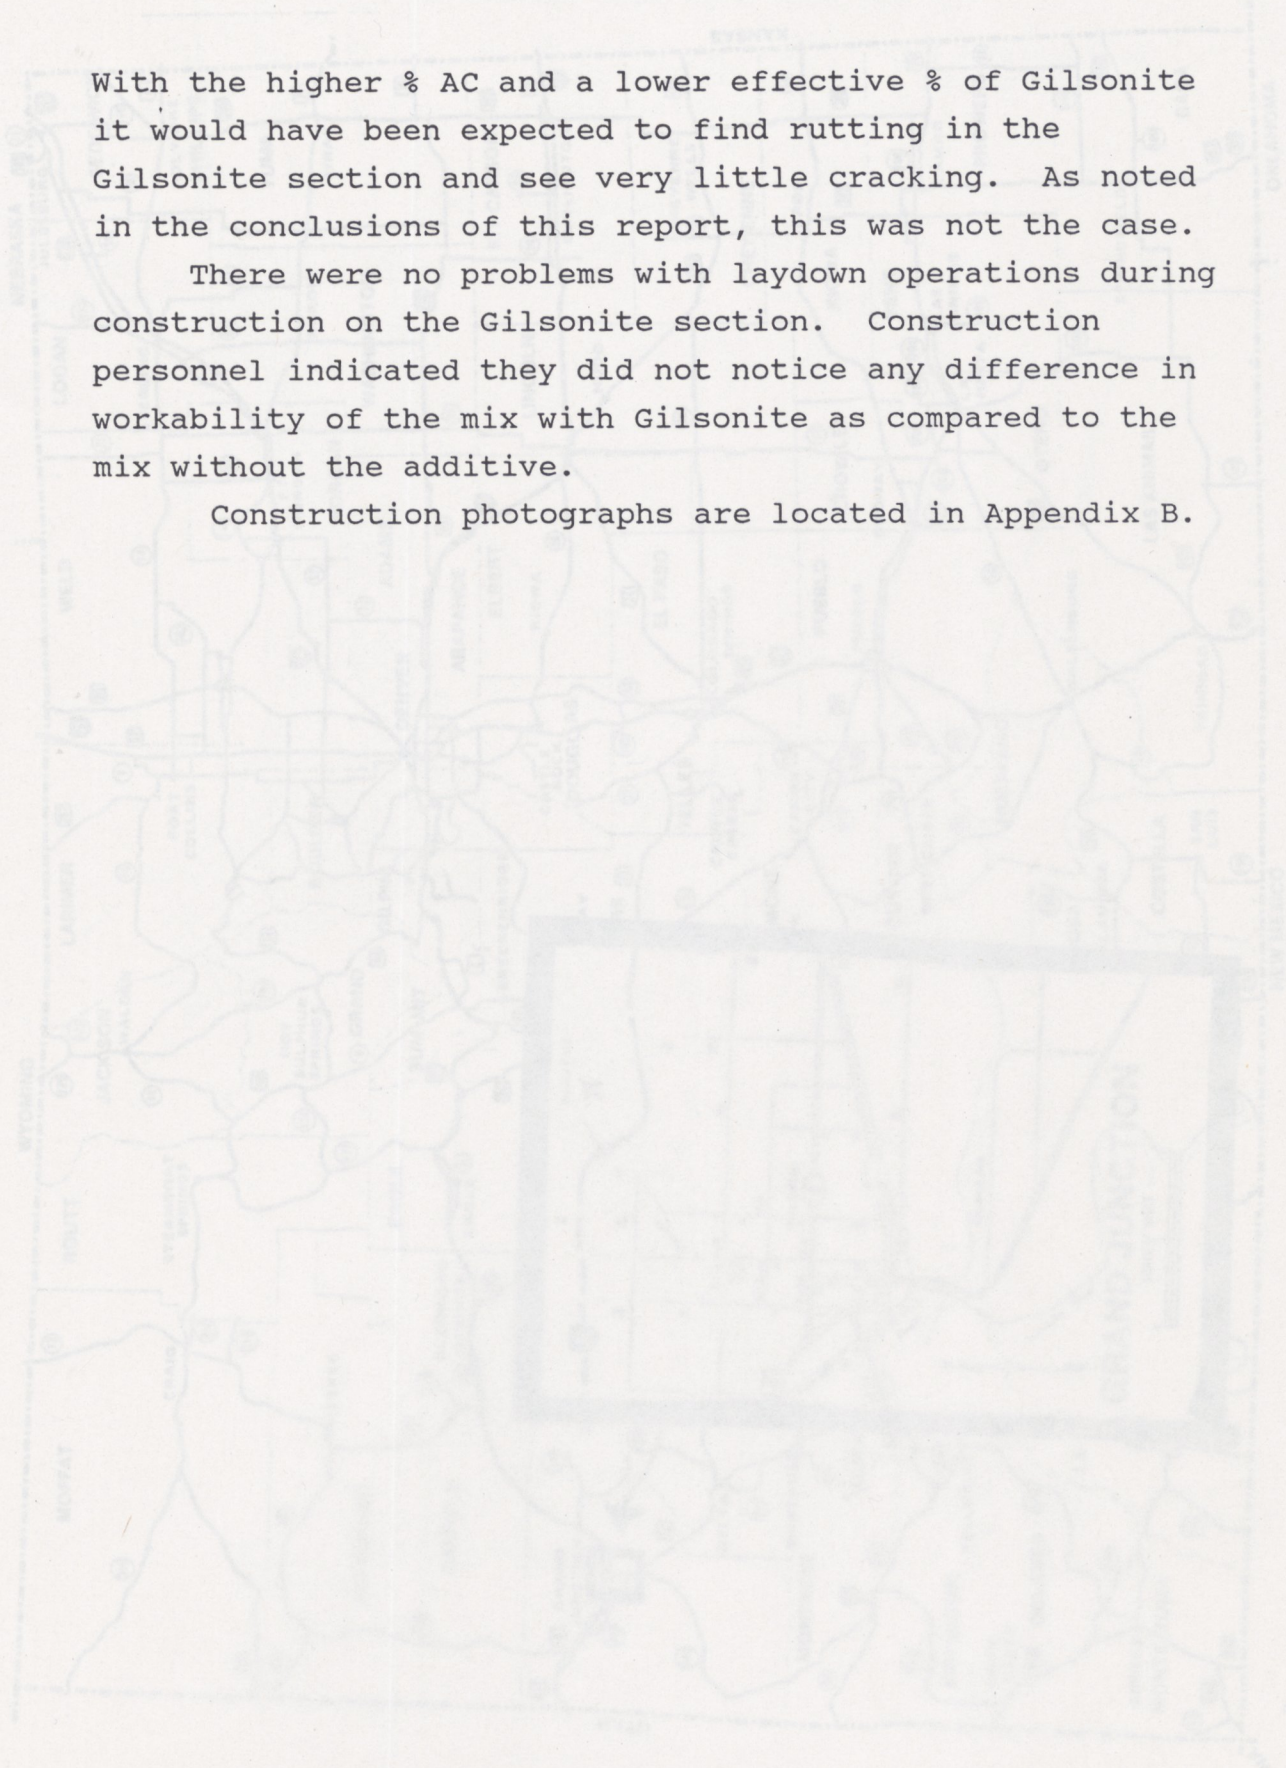 With the higher % AC and a lower effective % of Gilsonite
it would have been expected to find rutting in the
Gilsonite section and see very little cracking.  As noted
in the conclusions of this report, this was not the case.
There were no problems with laydown operations during
construction on the Gilsonite section.  Construction
personnel indicated they did not notice any difference in
workability of the mix with Gilsonite as compared to the
mix without the additive.
Construction photographs are located in Appendix B.